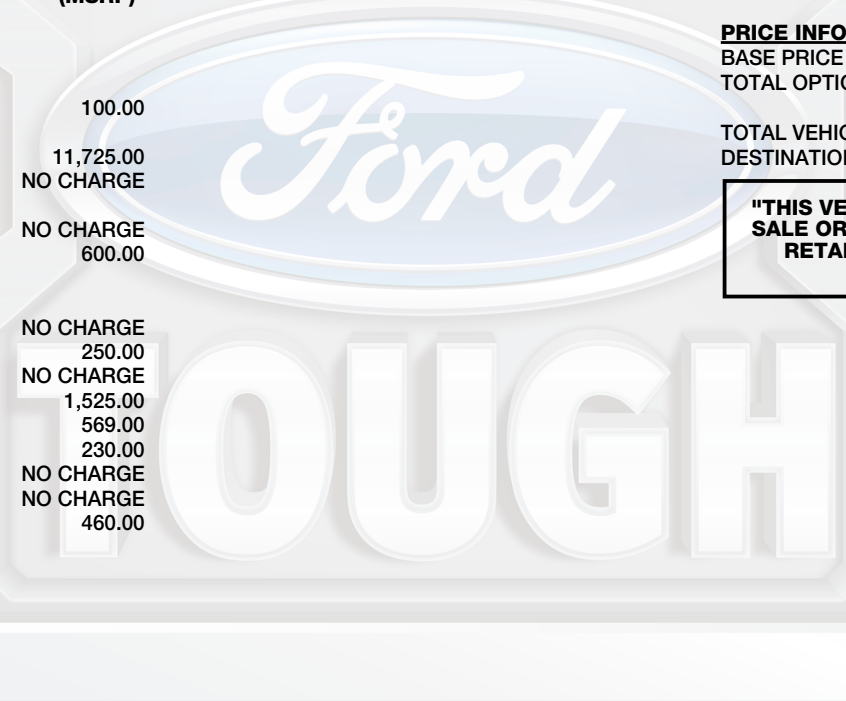 (MSRP)
100.00
11,725.00
NO CHARGE
NO CHARGE
600.00
NO CHARGE
250.00
NO CHARGE
1,525.00
569.00
230.00
NO CHARGE
NO CHARGE
460.00
Ford
TOUGH
PRICE INFO
BASE PRICE
TOTAL OPTIO
TOTAL VEHIC
DESTINATION
"THIS VE
SALE OR
RETAI